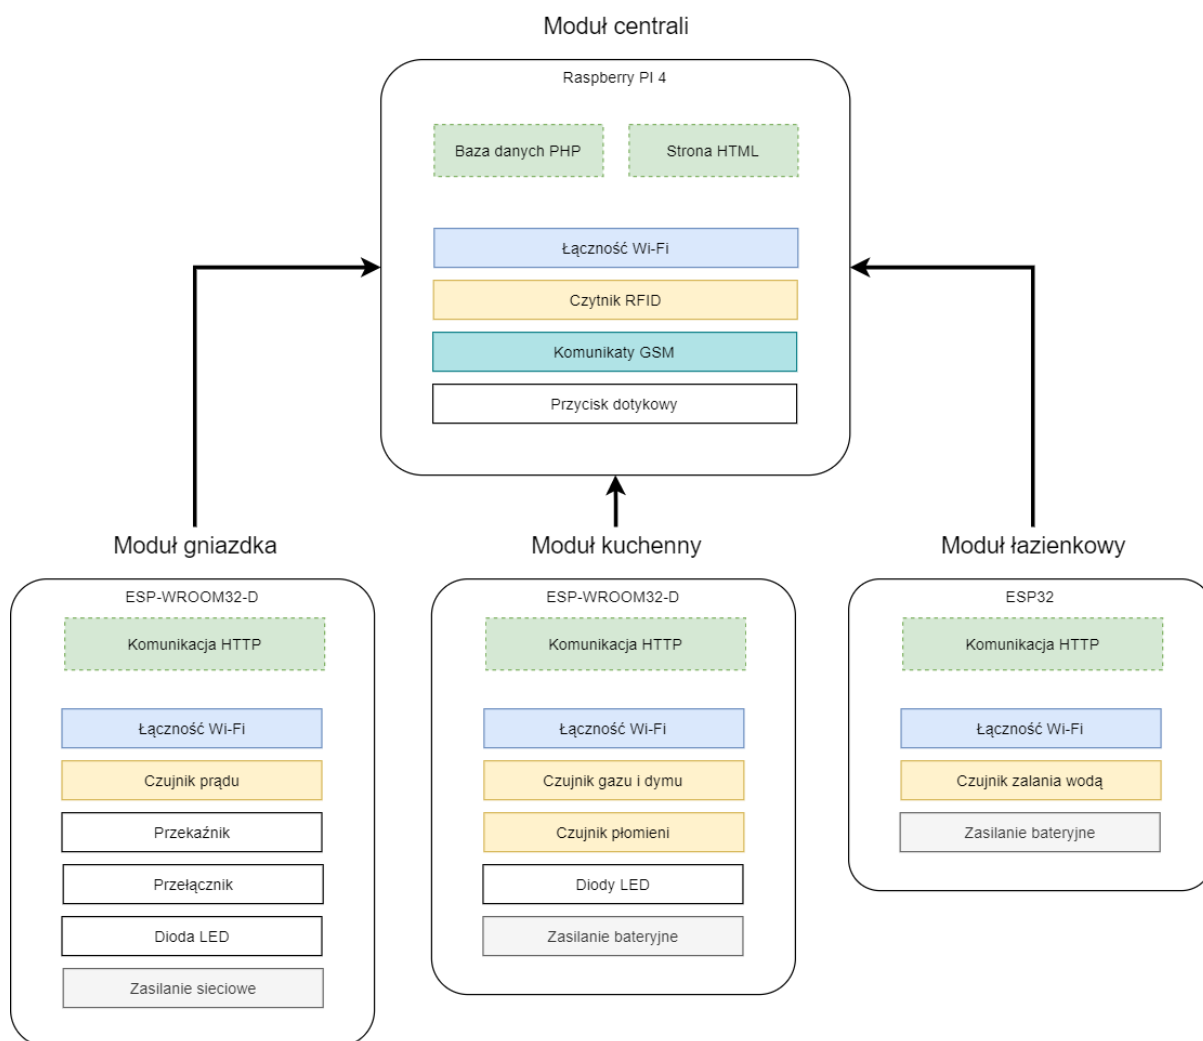 Moduł centrali
Raspberry PI 4
Baza danych PHP
Strona HTML
Łączność Wi-Fi
Czytnik RFID
Komunikaty GSM
Przycisk dotykowy
Moduł gniazdka
ESP-WROOM32-D
Komunikacja HTTP
Łączność Wi-Fi
Czujnik prądu
Przekaźnik
Przełącznik
Dioda LED
Zasilanie sieciowe
Moduł kuchenny
ESP-WROOM32-D
Komunikacja HTTP
Łączność Wi-Fi
Czujnik gazu i dymu
Czujnik płomieni
Diody LED
Zasilanie bateryjne
Moduł łazienkowy
ESP32
Komunikacja HTTP
Łączność Wi-Fi
Czujnik zalania wodą
Zasilanie bateryjne